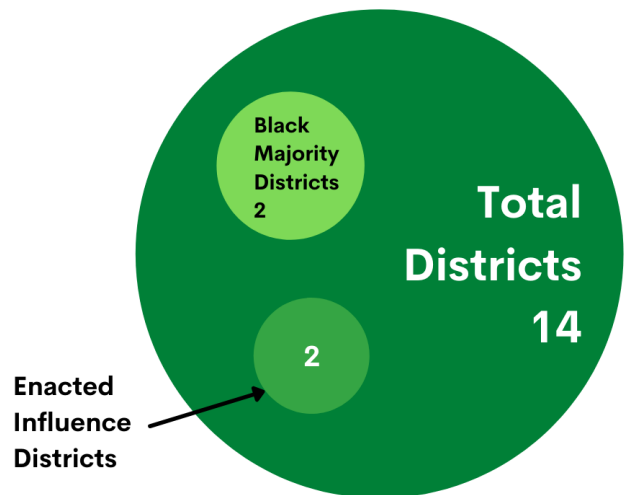 Black
Majority
Districts
2
Total
Districts
14
2
Enacted
Influence
Districts